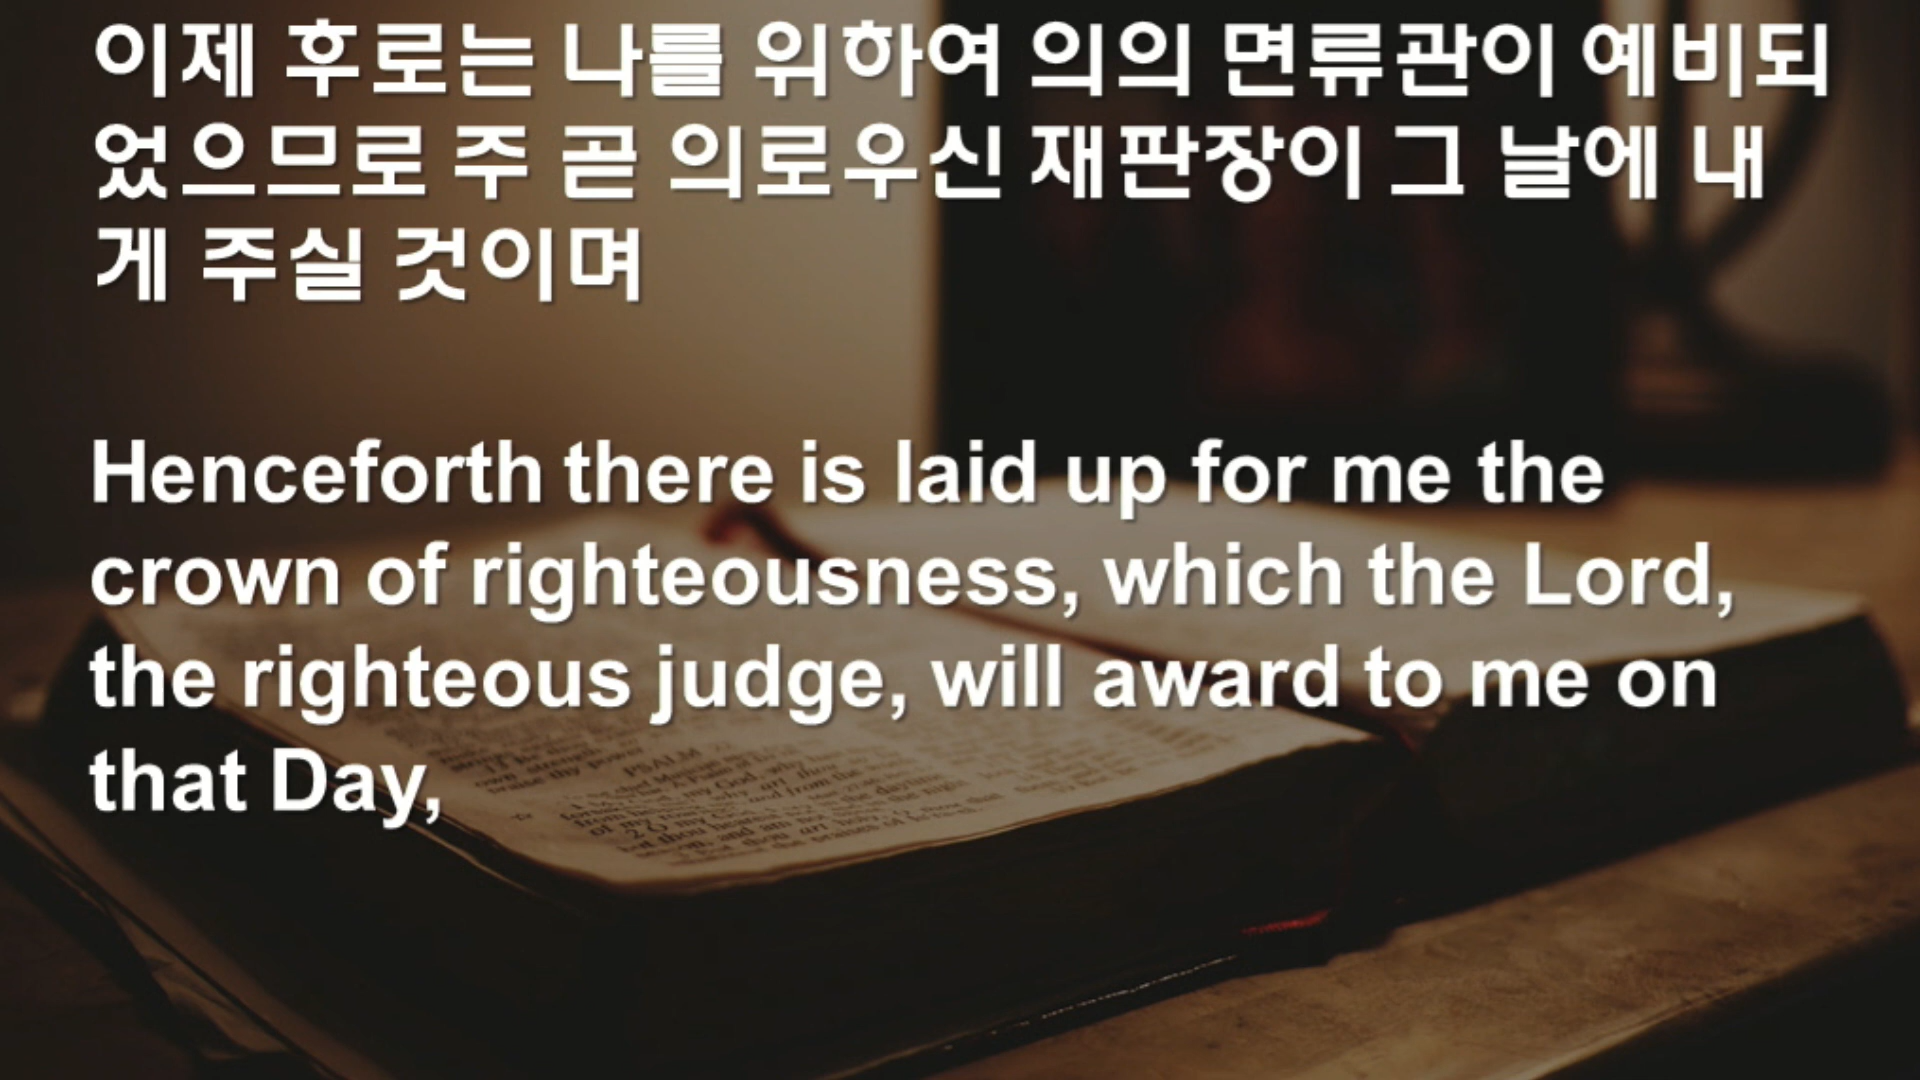 이제 후로는 나를 위하여 의의 면류관이 예비되
었으므로 주 곧 의로우신 재판장이 그 날에 내
게 주실 것이며
Henceforth there is laid up for me the
crown of righteousness, which the Lord,
the righteous judge, will award to me on
that Day,
PSALM 22